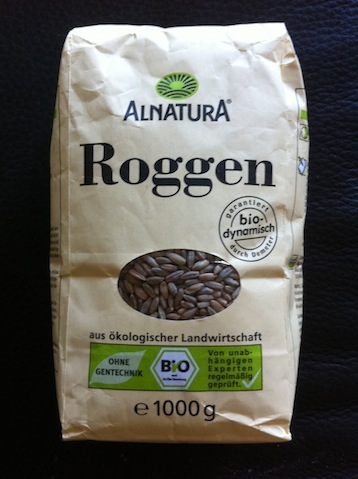 ALNATURA®
Roggen
garantiert
bio-
dynamisch
durch Demeter
aus ökologischer Landwirtschaft
OHNE
GENTECHNIK
BIO
Von unab-
hängigen
Experten
regelmäßig
geprüft.
e 1000 g